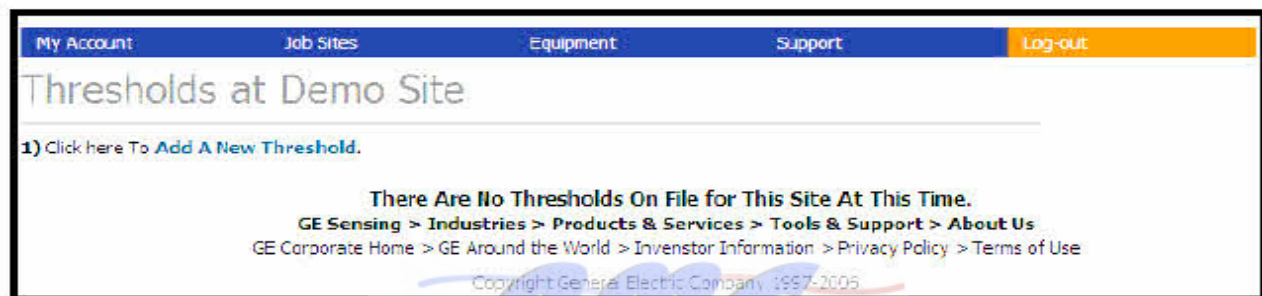 My Account Job Sites Equipment Support Log-out
Thresholds at Demo Site
1) Click here To Add A New Threshold.
There Are No Thresholds On File for This Site At This Time.
GE Sensing > Industries > Products & Services > Tools & Support > About Us
GE Corporate Home > GE Around the World > Invenstor Information > Privacy Policy > Terms of Use
Copyright General Electric Company 1997-2006